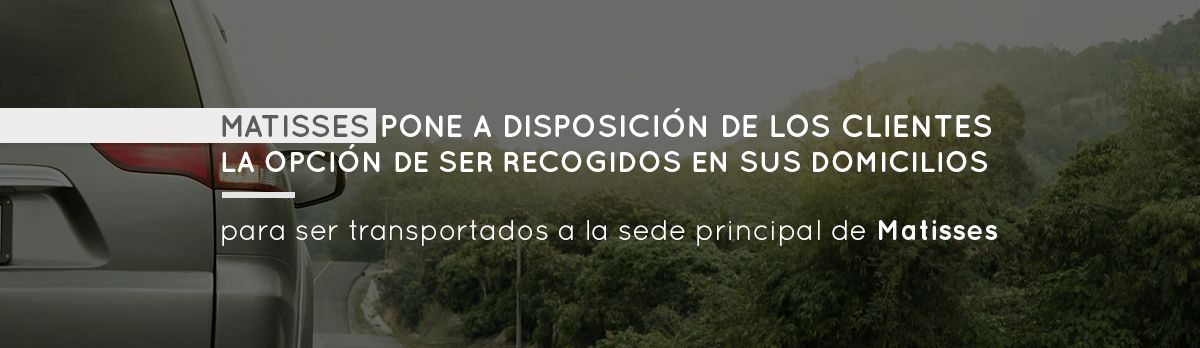 MATISSES PONE A DISPOSICIÓN DE LOS CLIENTES
LA OPCIÓN DE SER RECOGIDOS EN SUS DOMICILIOS
para ser transportados a la sede principal de Matisses